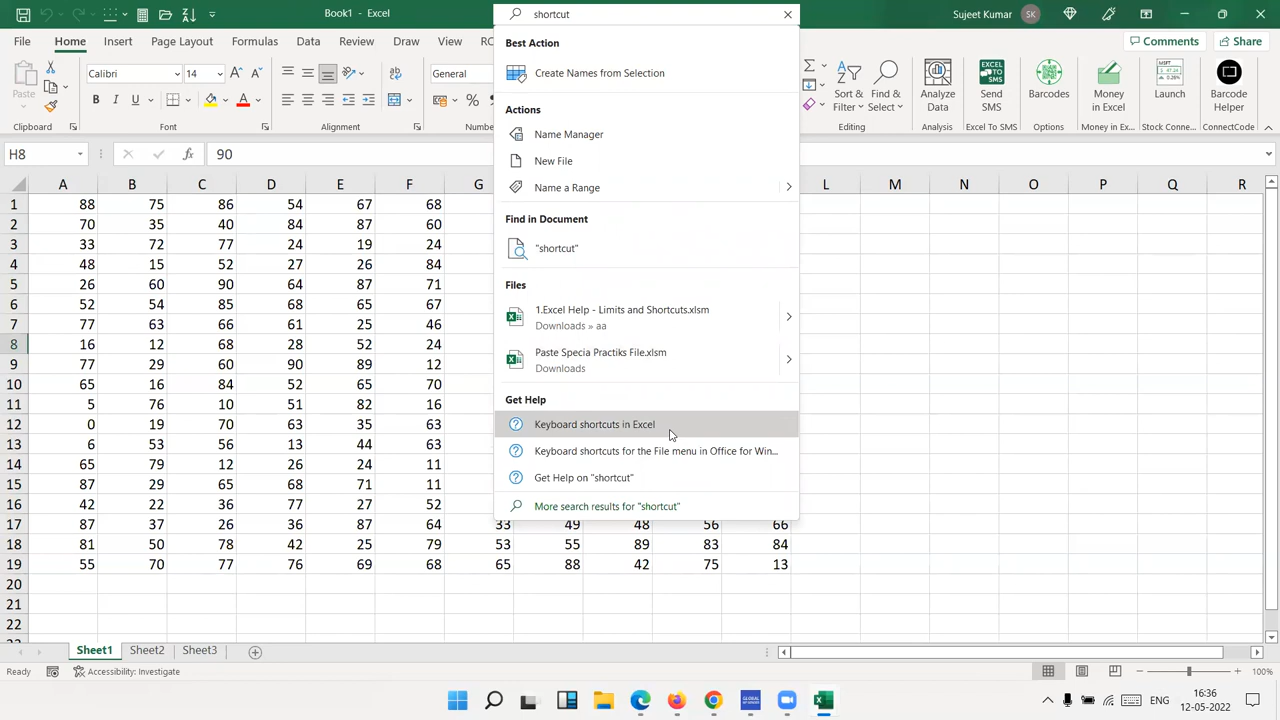 Book1 - Excel
shortcut
Sujeet Kumar
SK
File
Home
Insert
Page Layout
Formulas
Data
Review
View
Comments
Share
Paste
Calibri
14
B
I
U
General
Sort &
Filter
Find &
Select
Analyze
Data
Send
SMS
Barcodes
Money
in Excel
Launch
Barcode
Helper
Clipboard
Font
Alignment
Editing
Analysis
Excel To SMS
Options
Money in Ex...
Stock Conne...
ConnectCode
H8
fx
90
Best Action
Create Names from Selection
Actions
Name Manager
New File
Name a Range
Find in Document
"shortcut"
Files
1.Excel Help - Limits and Shortcuts.xlsm
Downloads » aa
Paste Specia Practiks File.xlsm
Downloads
Get Help
Keyboard shortcuts in Excel
Keyboard shortcuts for the File menu in Office for Win...
Get Help on "shortcut"
More search results for "shortcut"
A B C D E F G L M N O P Q R
1 88 75 86 54 67 68
2 70 35 40 84 87 60
3 33 72 77 24 19 24
4 48 15 52 27 26 84
5 26 60 90 64 87 71
6 52 54 85 68 65 67
7 77 63 66 61 25 46
8 16 12 68 28 52 24
9 77 29 60 90 89 11
10 65 16 84 52 65 70
11 5 76 10 51 82 16
12 0 19 70 63 35 63
13 6 53 56 13 44 63
14 65 79 12 26 24 11
15 87 29 65 68 71 11
16 42 22 36 77 27 52
17 87 37 26 36 87 64 33 49 48 56 66
18 81 50 78 42 25 79 53 55 89 83 84
19 55 70 77 76 69 68 65 88 42 75 13
20
21
22
Sheet1
Sheet2
Sheet3
Ready
Accessibility: Investigate
100%
ENG
16:36
12-05-2022